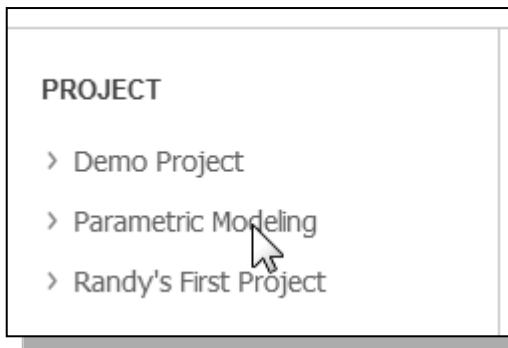 PROJECT
> Demo Project
> Parametric Modeling
> Randy's First Project